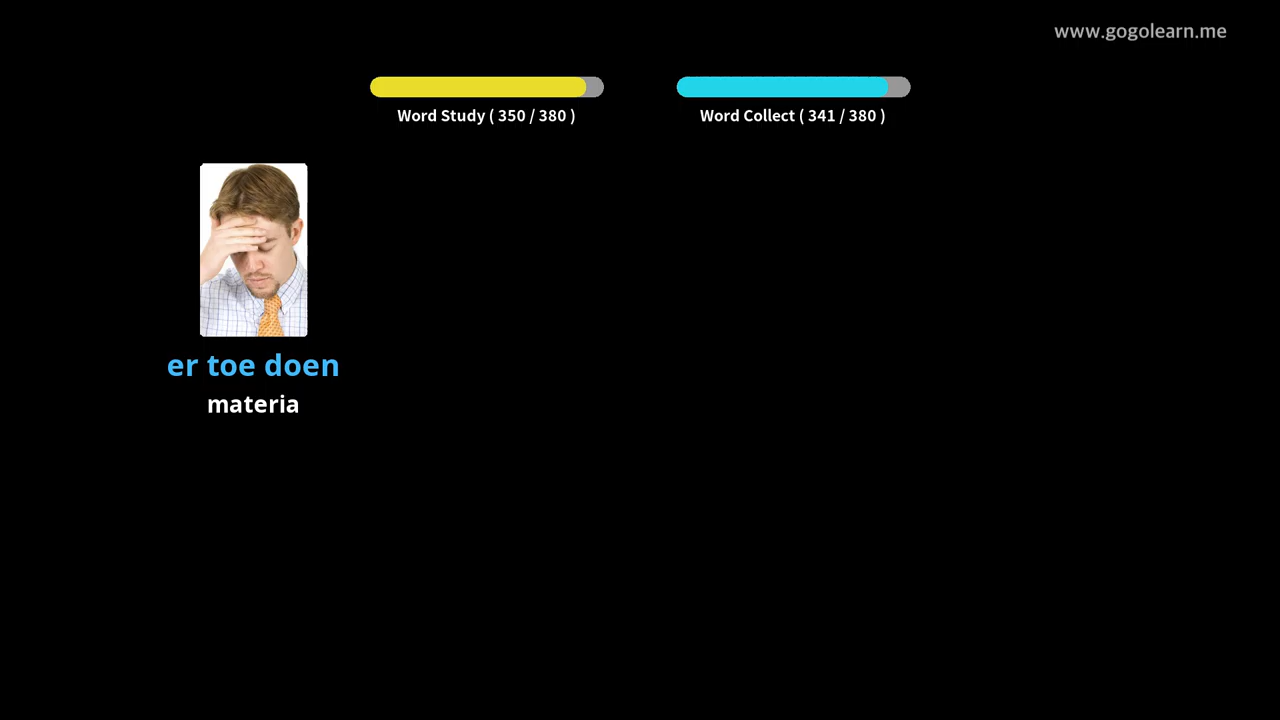 www.gogolearn.me
Word Study ( 350 / 380 )
Word Collect ( 341 / 380 )
er toe doen
materia